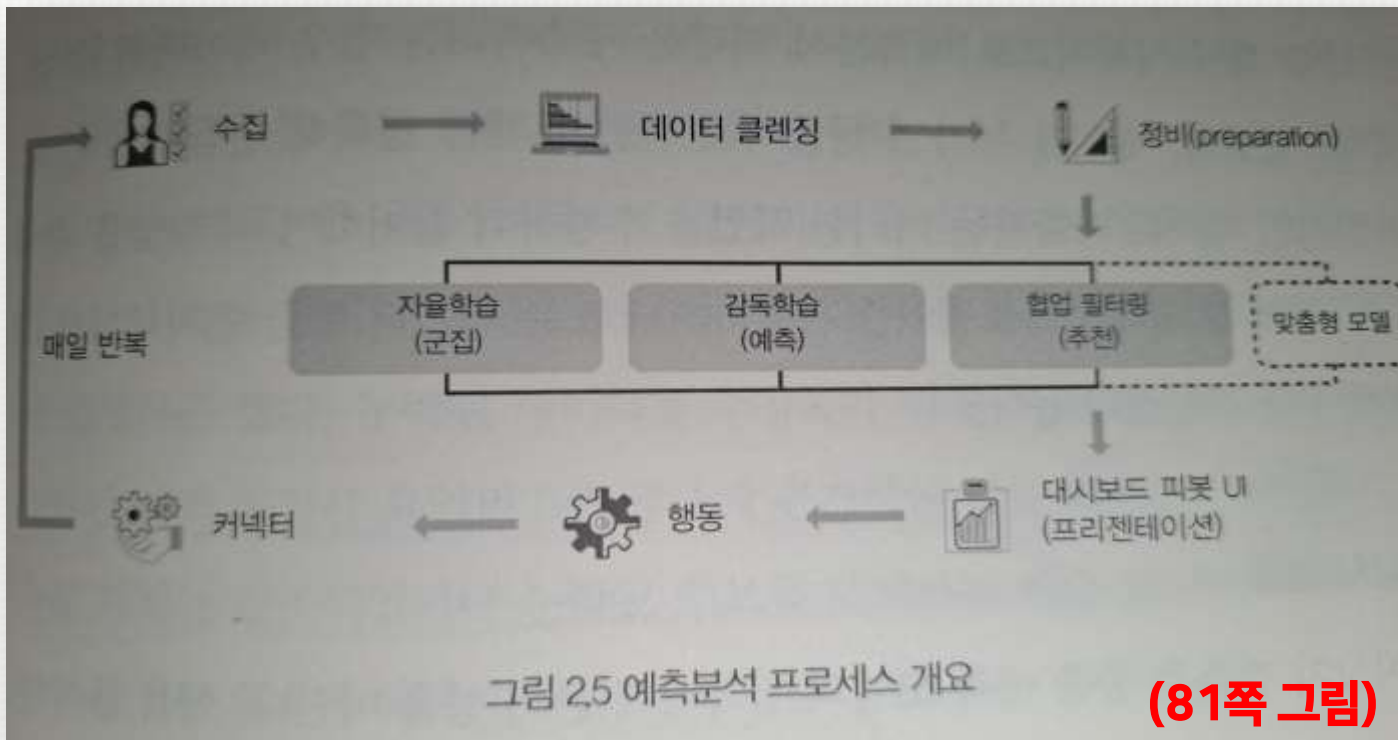 수집
데이터 클렌징
정비(preparation)
자율학습
(군집)
감독학습
(예측)
협업 필터링
(추천)
맞춤형 모델
매일 반복
커넥터
행동
대시보드 피봇 UI
(프리젠테이션)
그림 2.5 예측분석 프로세스 개요
(81쪽 그림)